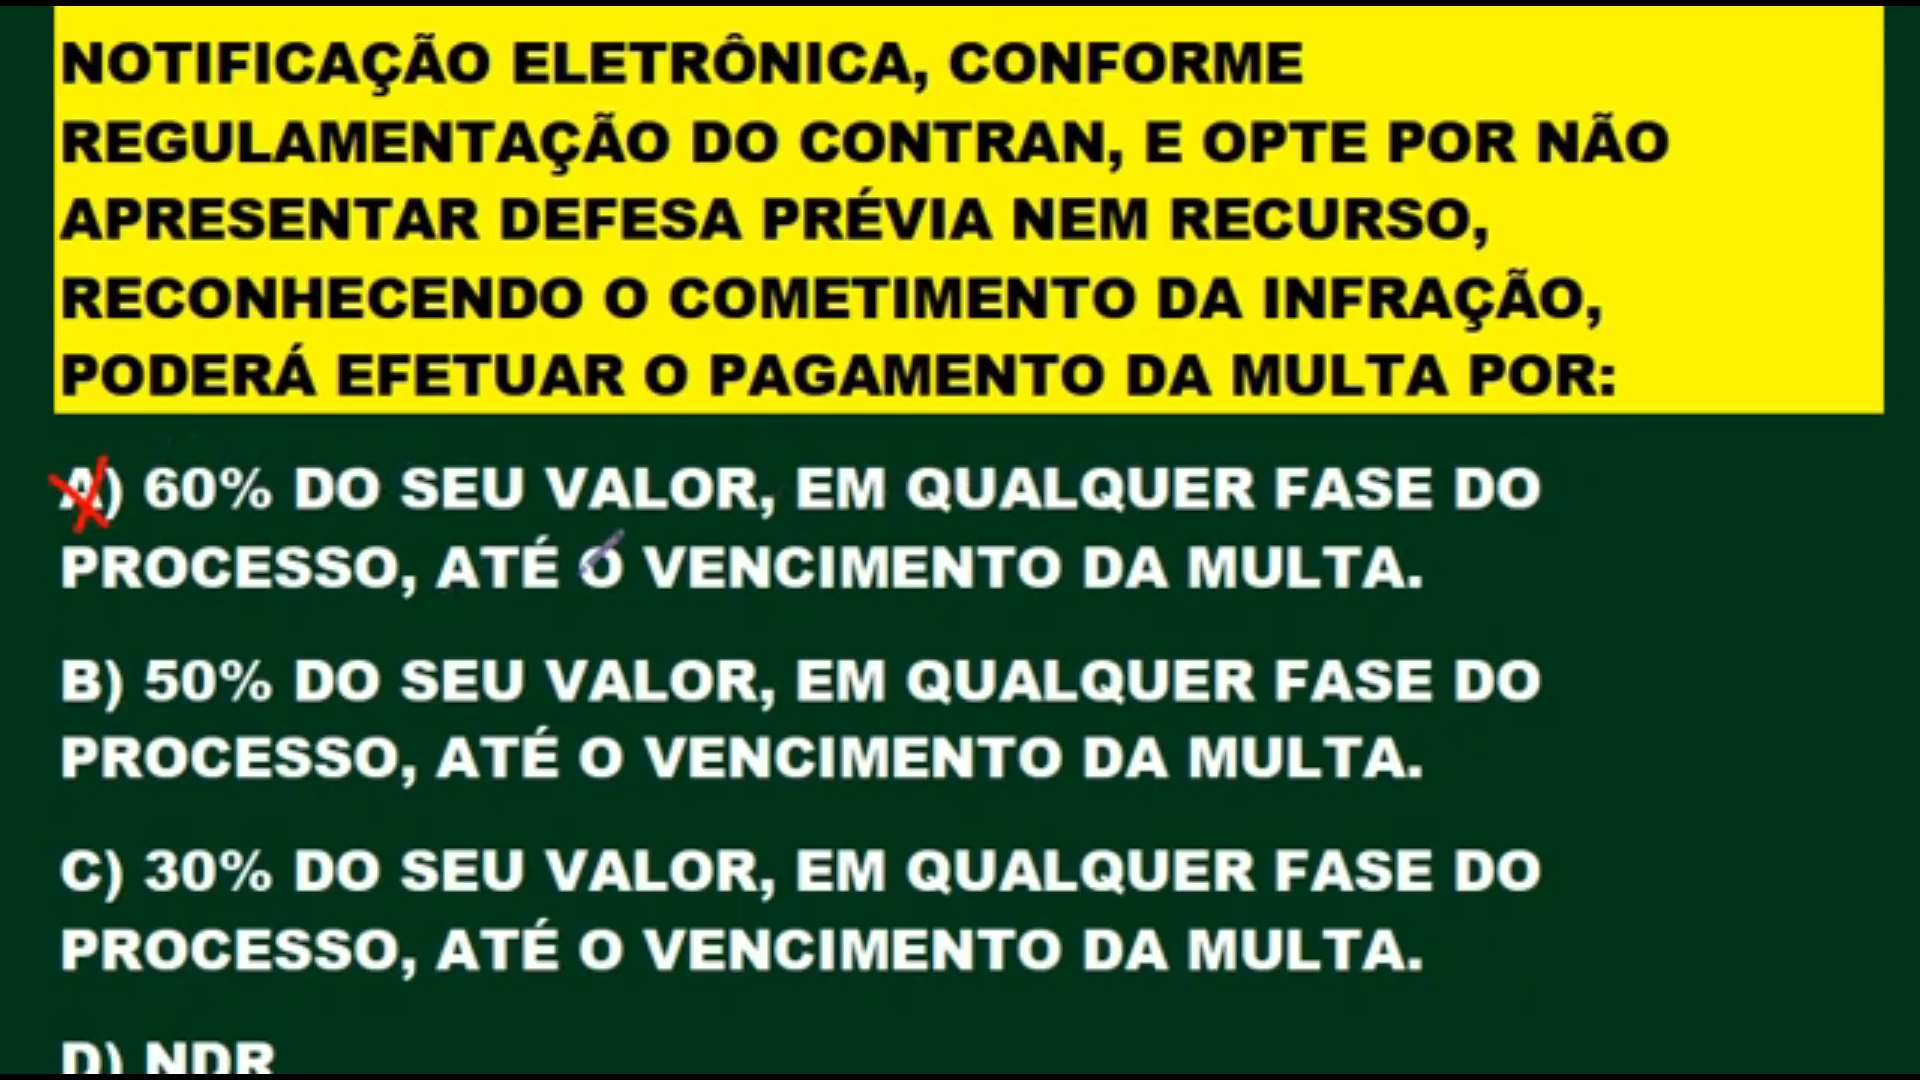 NOTIFICAÇÃO ELETRÔNICA, CONFORME
REGULAMENTAÇÃO DO CONTRAN, E OPTE POR NÃO
APRESENTAR DEFESA PRÉVIA NEM RECURSO,
RECONHECENDO O COMETIMENTO DA INFRAÇÃO,
PODERÁ EFETUAR O PAGAMENTO DA MULTA POR:
A) 60% DO SEU VALOR, EM QUALQUER FASE DO
PROCESSO, ATÉ O VENCIMENTO DA MULTA.
B) 50% DO SEU VALOR, EM QUALQUER FASE DO
PROCESSO, ATÉ O VENCIMENTO DA MULTA.
C) 30% DO SEU VALOR, EM QUALQUER FASE DO
PROCESSO, ATÉ O VENCIMENTO DA MULTA.
D) NDR